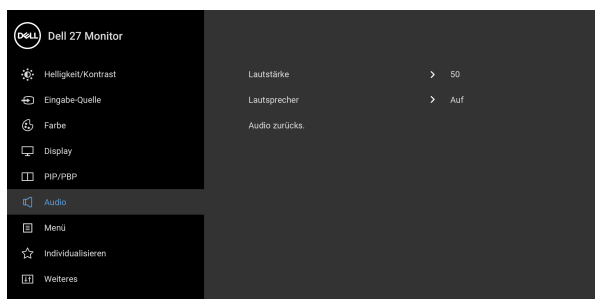 DELL Dell 27 Monitor
Helligkeit/Kontrast
Lautstärke > 50
Eingabe-Quelle
Lautsprecher > Auf
Farbe
Audio zurücks.
Display
PIP/PBP
Audio
Menü
Individualisieren
Weiteres